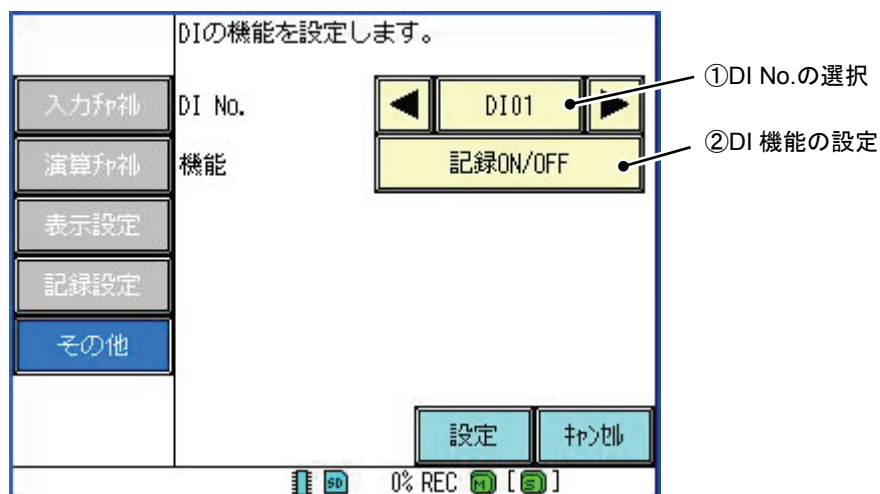 DIの機能を設定します。
入力ﾁｬﾈﾙ
DI No.
DI01
①DI No.の選択
演算ﾁｬﾈﾙ
機能
記録ON/OFF
②DI 機能の設定
表示設定
記録設定
その他
設定
ｷｬﾝｾﾙ
SD 0% REC M [S]